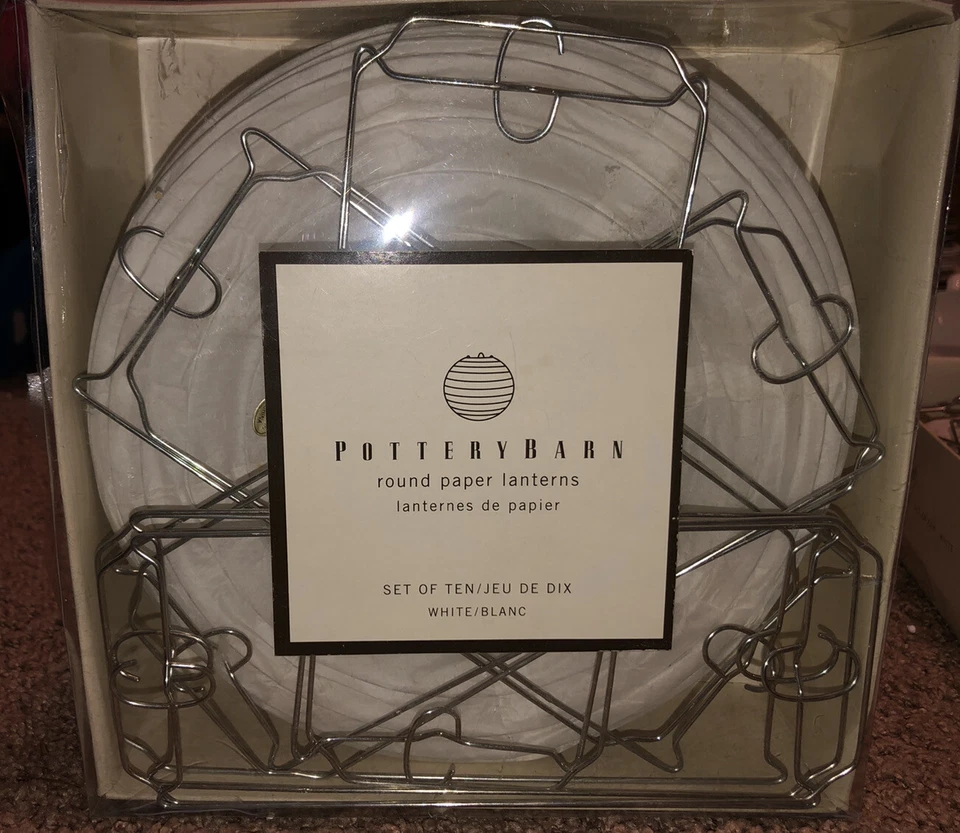 POTTERYBARN
round paper lanterns
lanternes de papier
SET OF TEN/JEU DE DIX
WHITE/BLANC